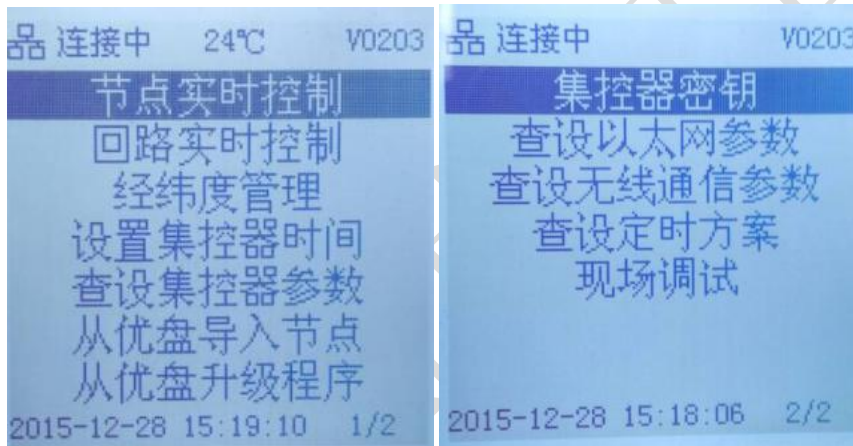 连接中 24℃ V0203
节点实时控制
回路实时控制
经纬度管理
设置集控器时间
查设集控器参数
从优盘导入节点
从优盘升级程序
2015-12-28 15:19:10 1/2
连接中 V0203
集控器密钥
查设以太网参数
查设无线通信参数
查设定时方案
现场调试
2015-12-28 15:18:06 2/2